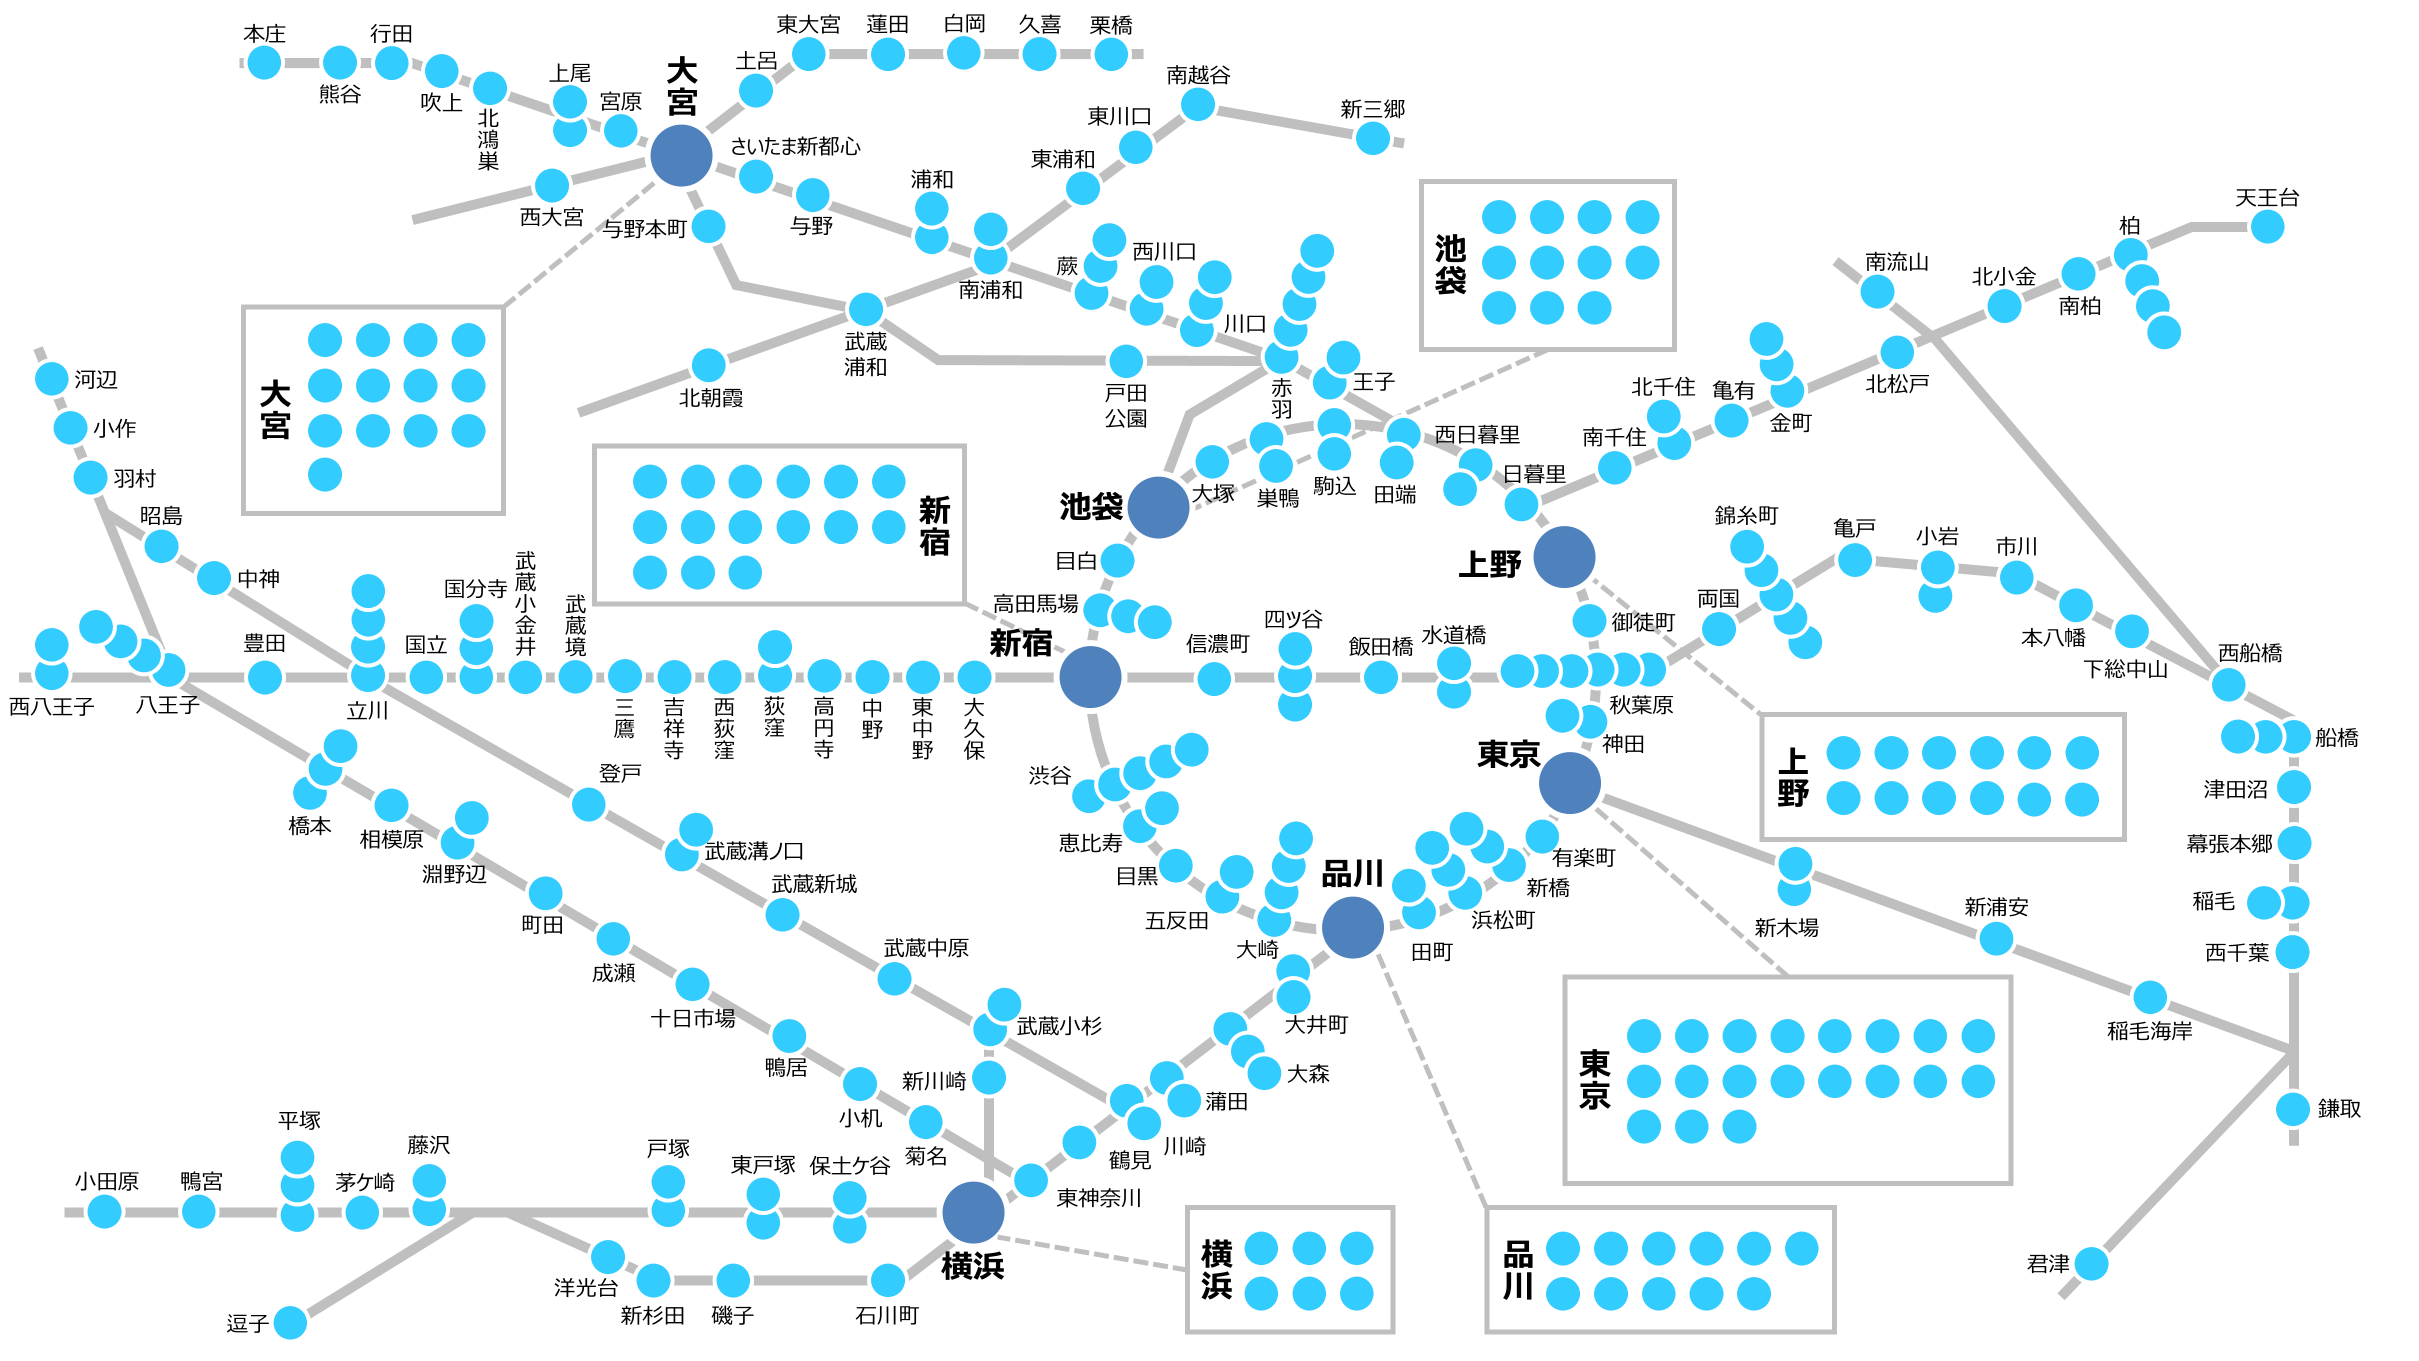 本庄
行田
熊谷
吹上
北鴻巣
上尾
宮原
大宮
土呂
東大宮
蓮田
白岡
久喜
栗橋
南越谷
東川口
新三郷
東浦和
さいたま新都心
与野
浦和
西大宮
与野本町
南浦和
蕨
西川口
川口
武蔵
浦和
北朝霞
戸田
公園
赤羽
王子
池袋
大宮
新宿
河辺
小作
羽村
昭島
中神
天王台
柏
南流山
北小金
南柏
北松戸
金町
亀有
北千住
南千住
西日暮里
日暮里
田端
駒込
巣鴨
大塚
池袋
目白
高田馬場
新宿
上野
御徒町
秋葉原
神田
東京
錦糸町
両国
亀戸
小岩
市川
本八幡
下総中山
西船橋
船橋
津田沼
幕張本郷
稲毛
西千葉
西八王子
八王子
豊田
立川
国立
国分寺
武蔵小金井
武蔵境
三鷹
吉祥寺
西荻窪
荻窪
高円寺
中野
東中野
大久保
信濃町
四ッ谷
飯田橋
水道橋
上野
渋谷
恵比寿
目黒
五反田
大崎
品川
田町
浜松町
新橋
有楽町
新木場
新浦安
稲毛海岸
橋本
相模原
淵野辺
町田
成瀬
十日市場
鴨居
小机
菊名
登戸
武蔵溝ノ口
武蔵新城
武蔵中原
武蔵小杉
新川崎
大井町
大森
蒲田
川崎
鶴見
東神奈川
東京
鎌取
君津
小田原
鴨宮
平塚
茅ケ崎
藤沢
戸塚
東戸塚
保土ケ谷
横浜
横浜
品川
洋光台
新杉田
磯子
石川町
逗子